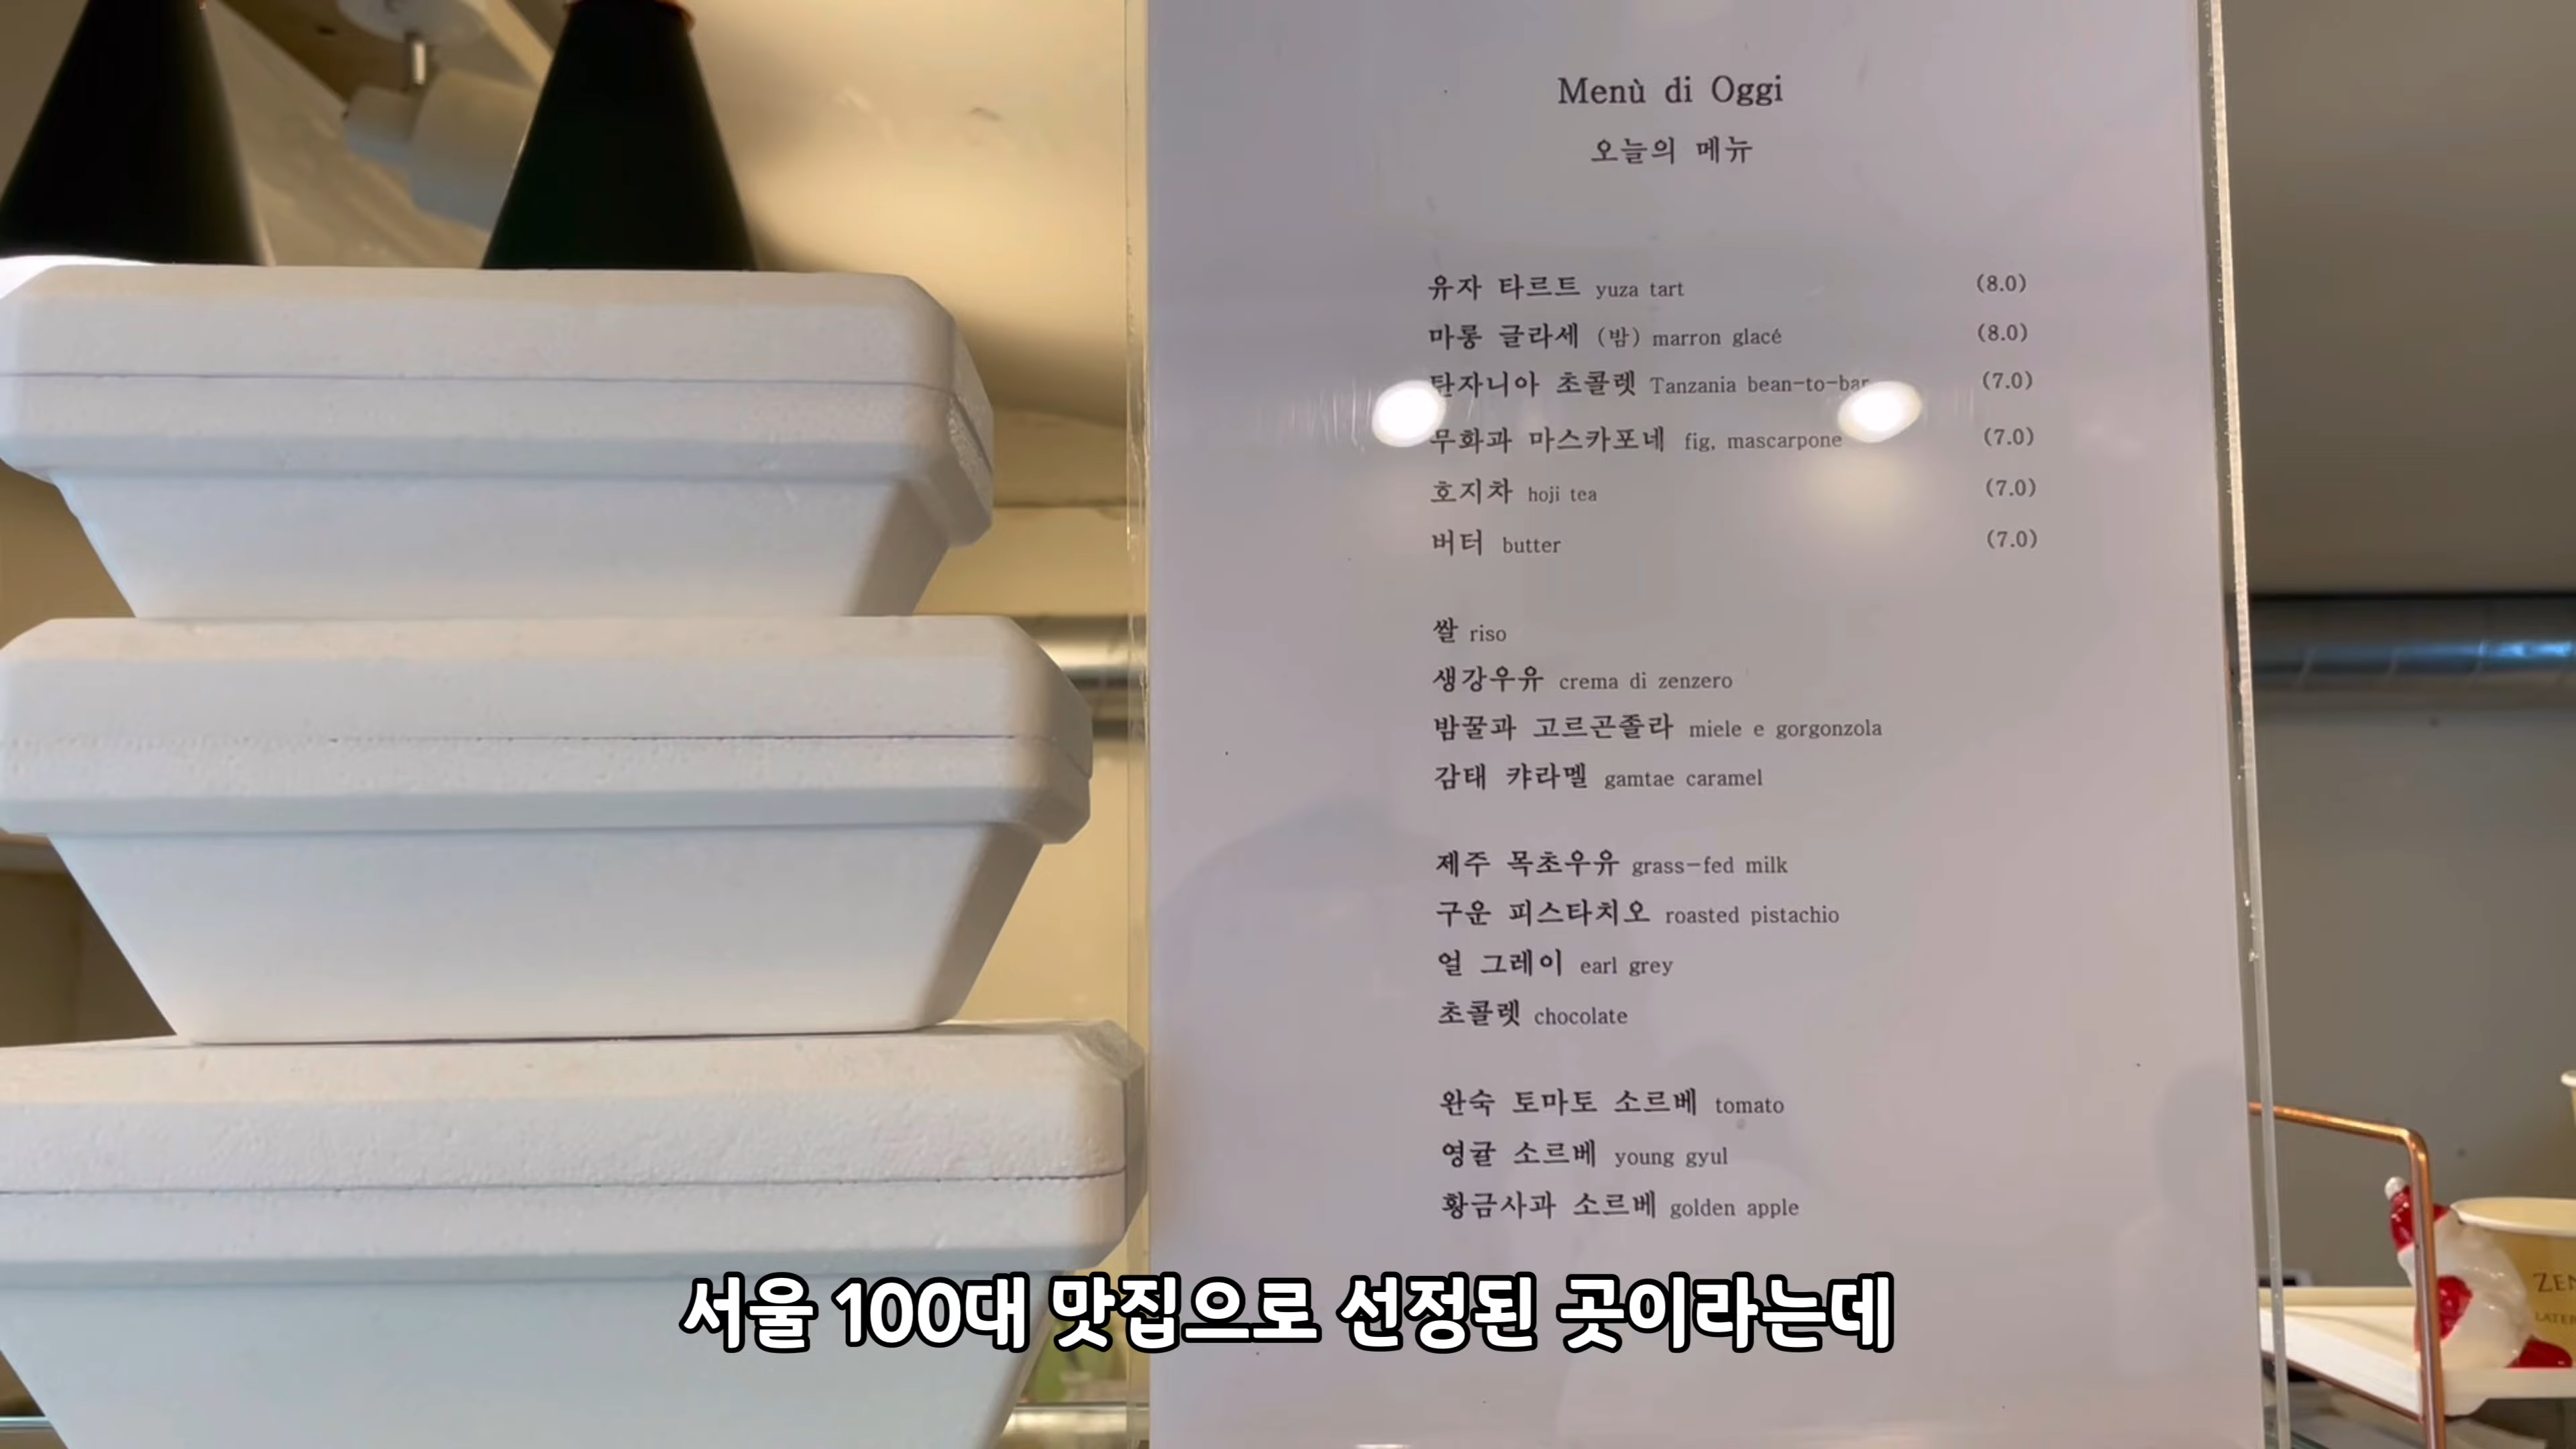 Menù di Oggi
오늘의 메뉴
유자 타르트 yuza tart (8.0)
마롱 글라세 (밤) marron glacé (8.0)
탄자니아 초콜렛 Tanzania bean-to-bar (7.0)
무화과 마스카포네 fig, mascarpone (7.0)
호지차 hoji tea (7.0)
버터 butter (7.0)
쌀 riso
생강우유 crema di zenzero
밤꿀과 고르곤졸라 miele e gorgonzola
감태 캬라멜 gamtae caramel
제주 목초우유 grass-fed milk
구운 피스타치오 roasted pistachio
얼 그레이 earl grey
초콜렛 chocolate
완숙 토마토 소르베 tomato
영귤 소르베 young gyul
황금사과 소르베 golden apple
서울 100대 맛집으로 선정된 곳이라는데